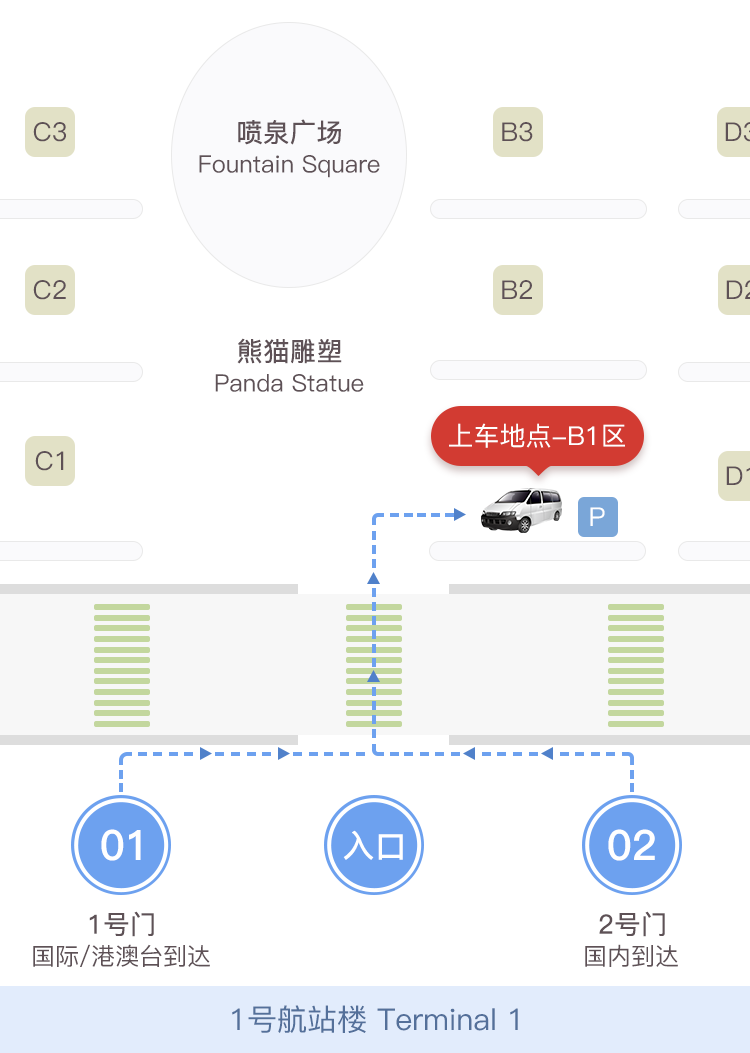 喷泉广场
Fountain Square
C3
B3
D3
C2
B2
D2
熊猫雕塑
Panda Statue
上车地点-B1区
C1
D1
P
01
入口
02
1号门
国际/港澳台到达
2号门
国内到达
1号航站楼 Terminal 1